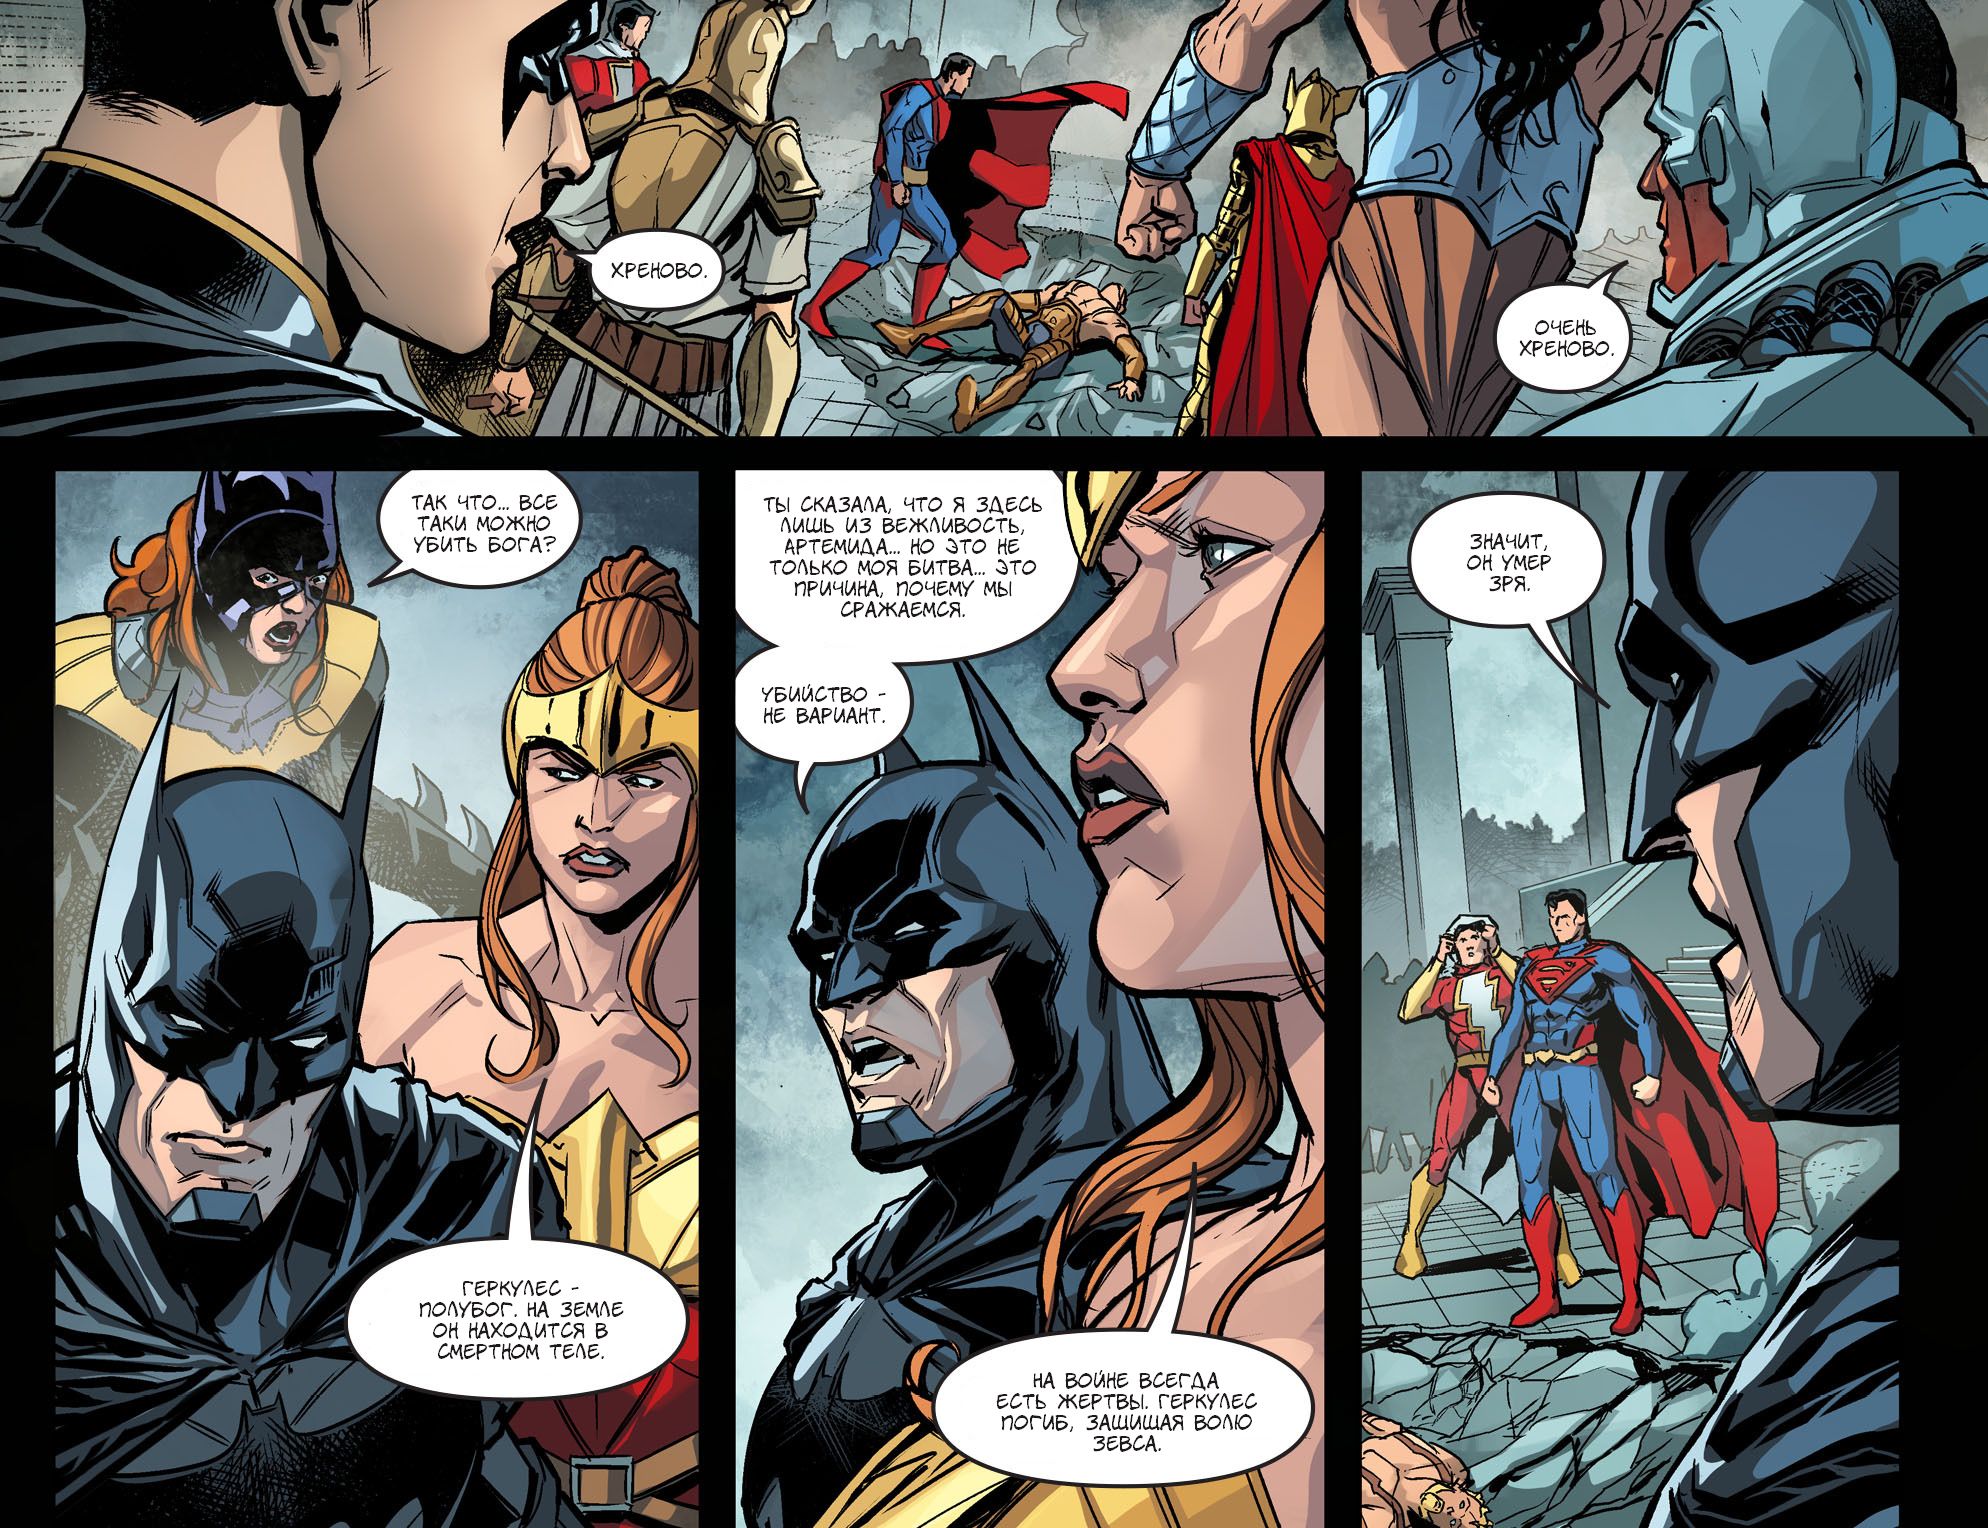 ХРЕНОВО.
ОЧЕНЬ
ХРЕНОВО.
ТАК ЧТО... ВСЕ
ТАКИ МОЖНО
УБИТЬ БОГА?
ГЕРКУЛЕС -
ПОЛУБОГ. НА ЗЕМЛЕ
ОН НАХОДИТСЯ В
СМЕРТНОМ ТЕЛЕ.
ТЫ СКАЗАЛА, ЧТО Я ЗДЕСЬ
ЛИШЬ ИЗ ВЕЖЛИВОСТЬ,
АРТЕМИДА... НО ЭТО НЕ
ТОЛЬКО МОЯ БИТВА... ЭТО
ПРИЧИНА, ПОЧЕМУ МЫ
СРАЖАЕМСЯ.
УБИЙСТВО -
НЕ ВАРИАНТ.
НА ВОЙНЕ ВСЕГДА
ЕСТЬ ЖЕРТВЫ. ГЕРКУЛЕС
ПОГИБ, ЗАШИЩАЯ ВОЛЮ
ЗЕВСА.
ЗНАЧИТ,
ОН УМЕР
ЗРЯ.